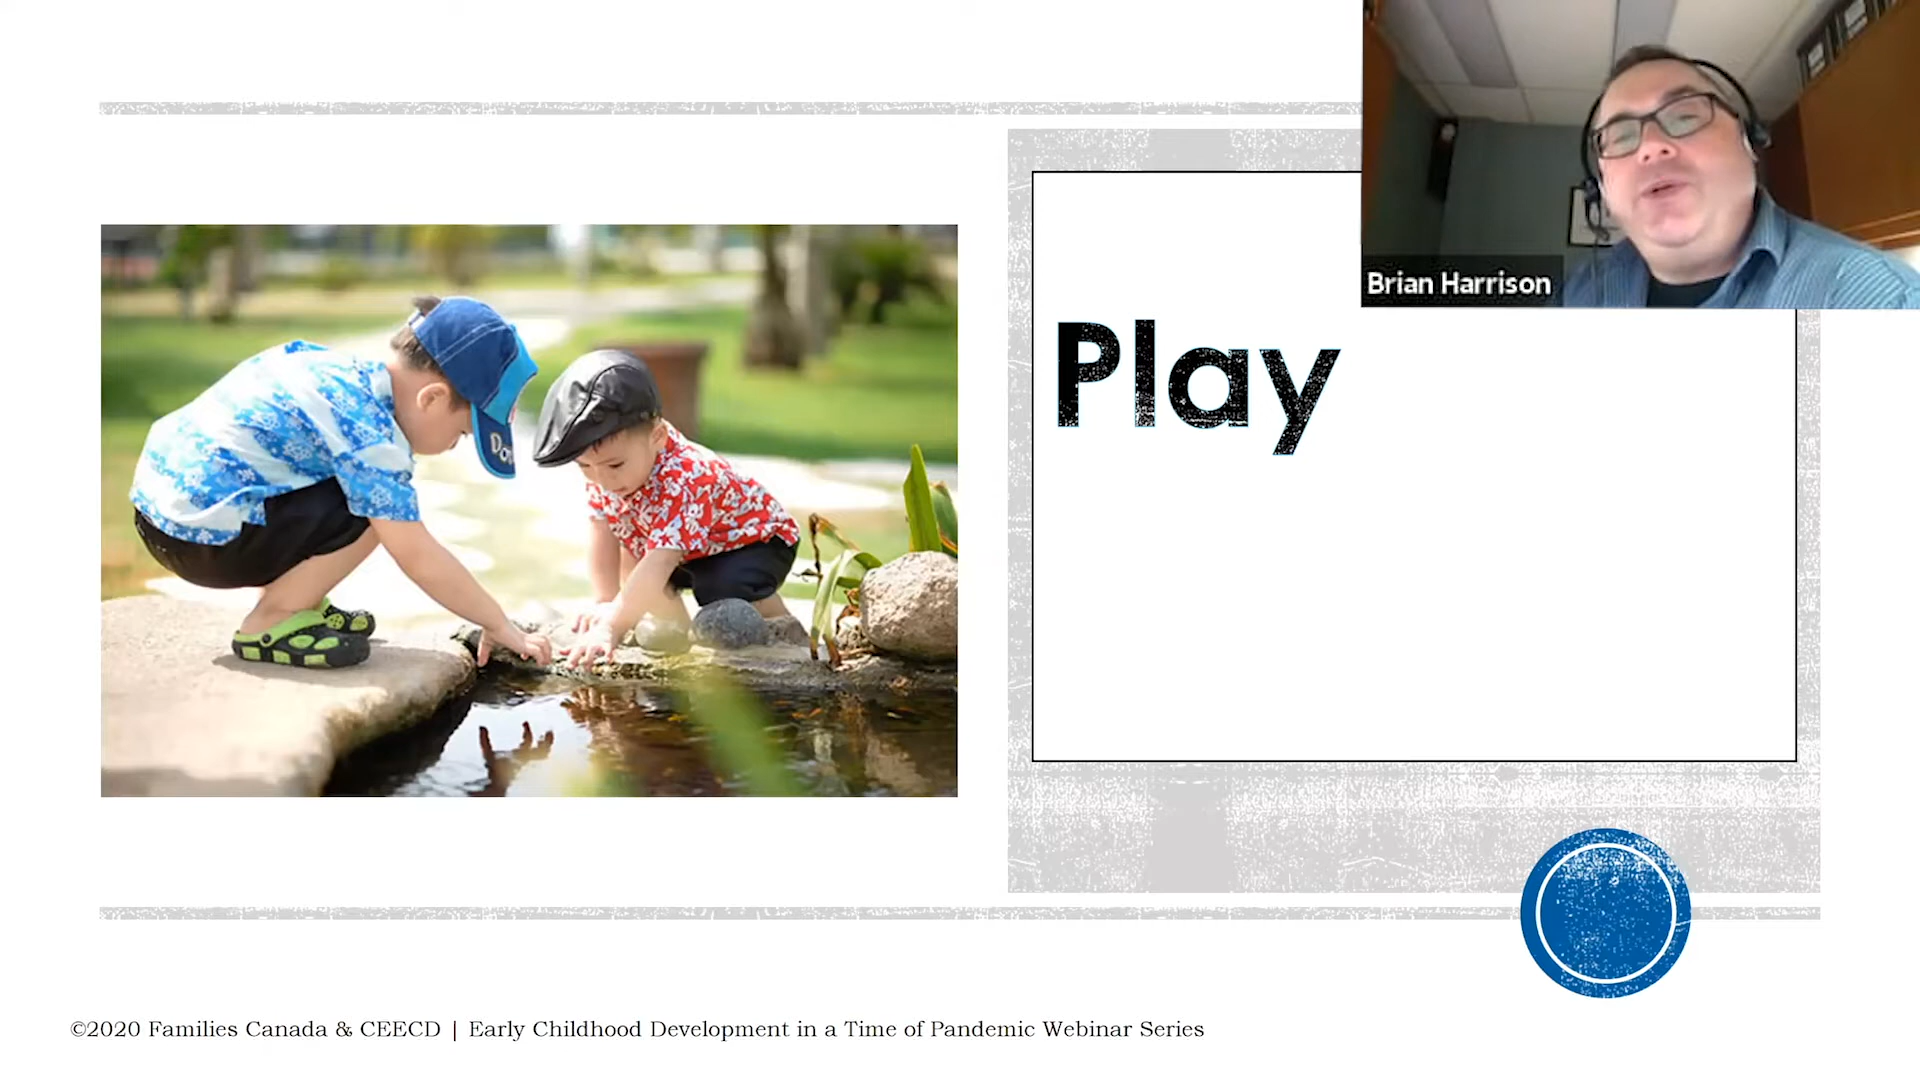 Brian Harrison
Play
©2020 Families Canada & CEECD | Early Childhood Development in a Time of Pandemic Webinar Series